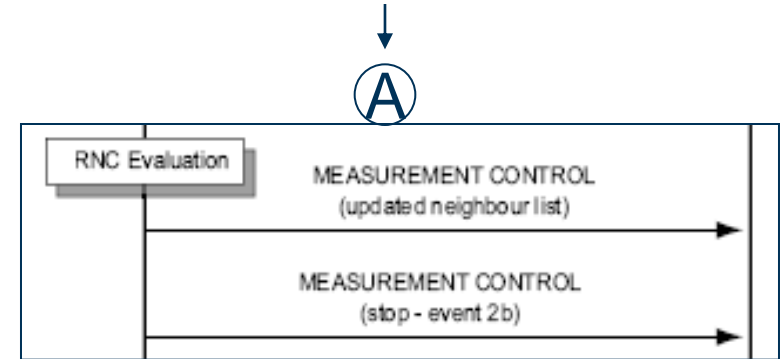 A
RNC Evaluation
MEASUREMENT CONTROL
(updated neighbour list)
MEASUREMENT CONTROL
(stop - event 2b)